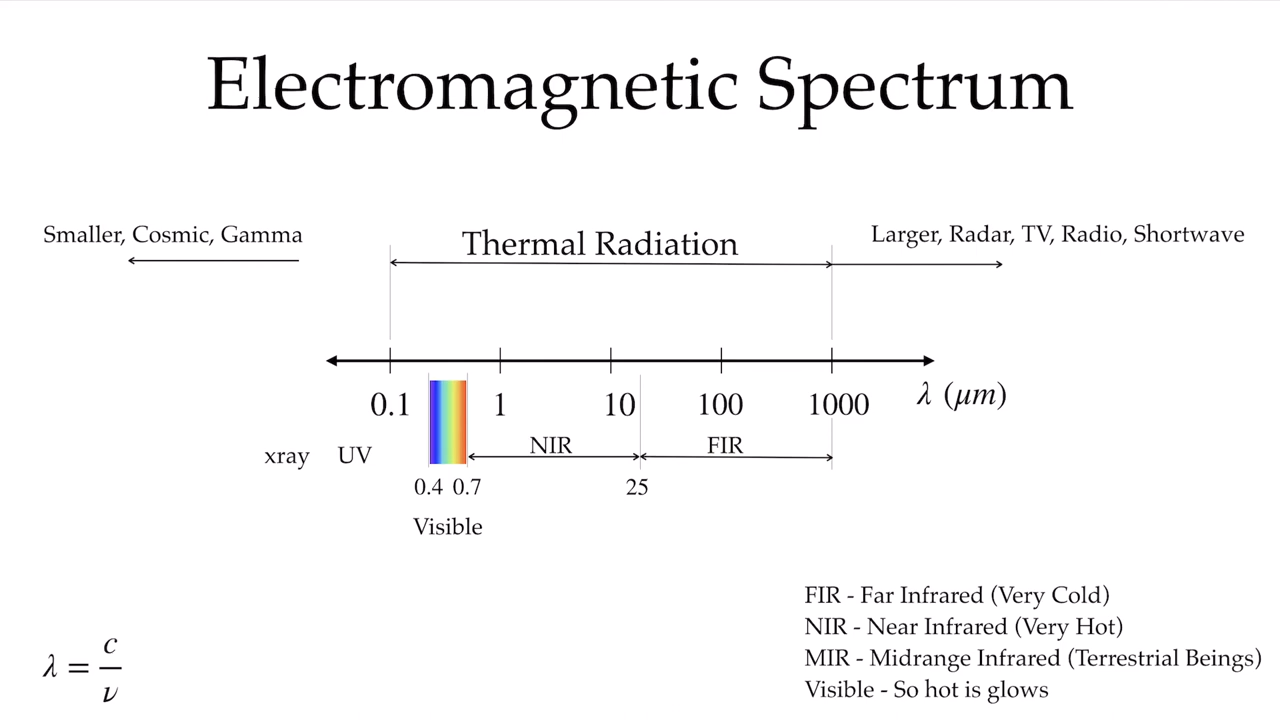 Electromagnetic Spectrum
Smaller, Cosmic, Gamma
Thermal Radiation
Larger, Radar, TV, Radio, Shortwave
0.1 1 10 100 1000 λ (μm)
xray UV NIR FIR
0.4 0.7 25
Visible
FIR - Far Infrared (Very Cold)
NIR - Near Infrared (Very Hot)
MIR - Midrange Infrared (Terrestrial Beings)
Visible - So hot is glows
λ = c/ν